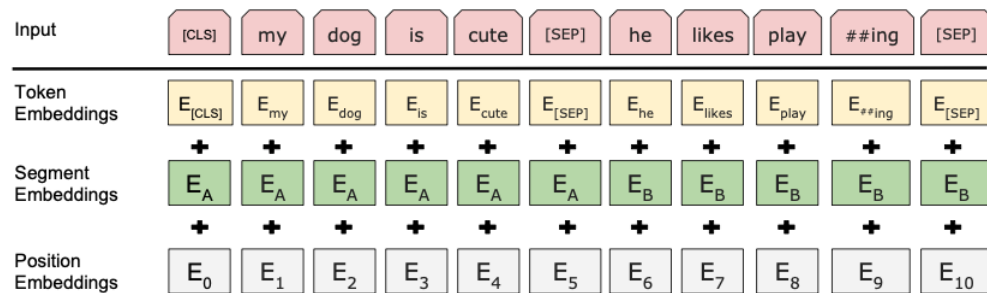 Input [CLS] my dog is cute [SEP] he likes play ##ing [SEP]
Token Embeddings E[CLS] Emy Edog Eis Ecute E[SEP] Ehe Elikes Eplay E##ing E[SEP]
+ + + + + + + + + + +
Segment Embeddings EA EA EA EA EA EA EB EB EB EB EB
+ + + + + + + + + + +
Position Embeddings E0 E1 E2 E3 E4 E5 E6 E7 E8 E9 E10